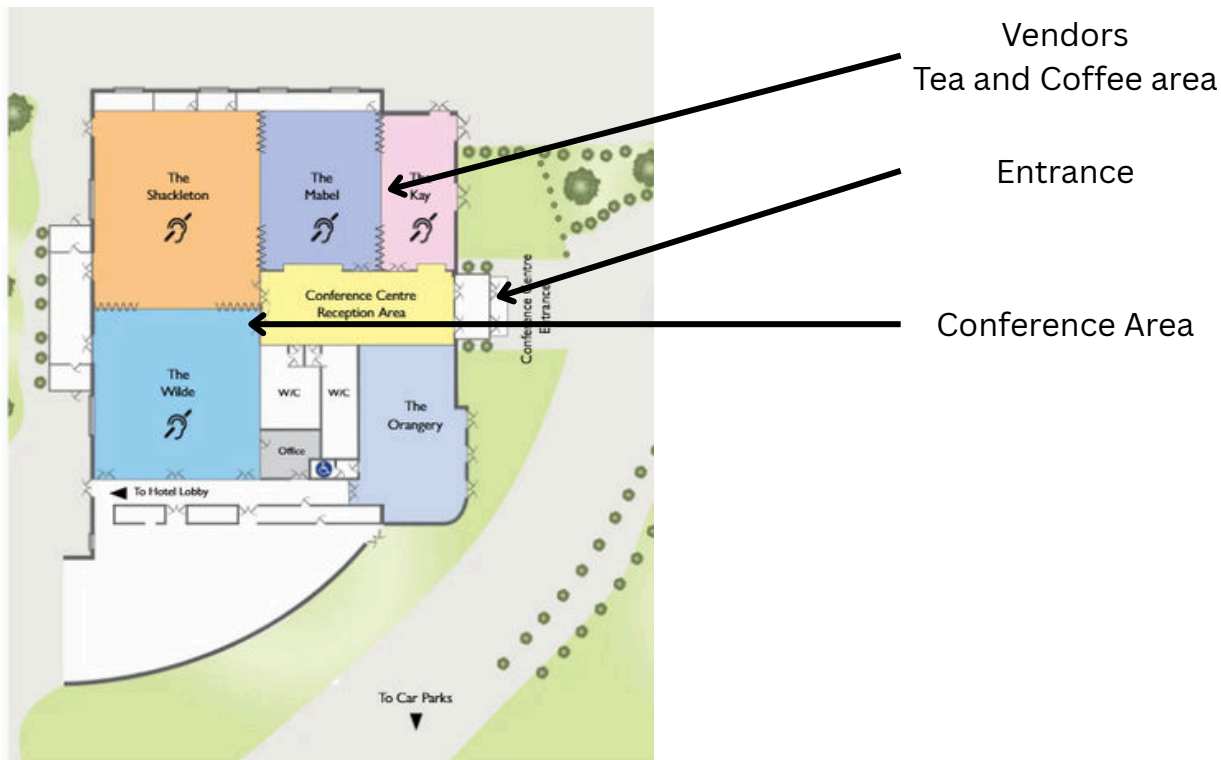 Vendors
Tea and Coffee area
Entrance
Conference Area
The
Shackleton
The
Mabel
The
Kay
Conference Centre
Reception Area
Conference Centre
Entrance
The
Wilde
W/C
W/C
The
Orangery
Office
To Hotel Lobby
To Car Parks